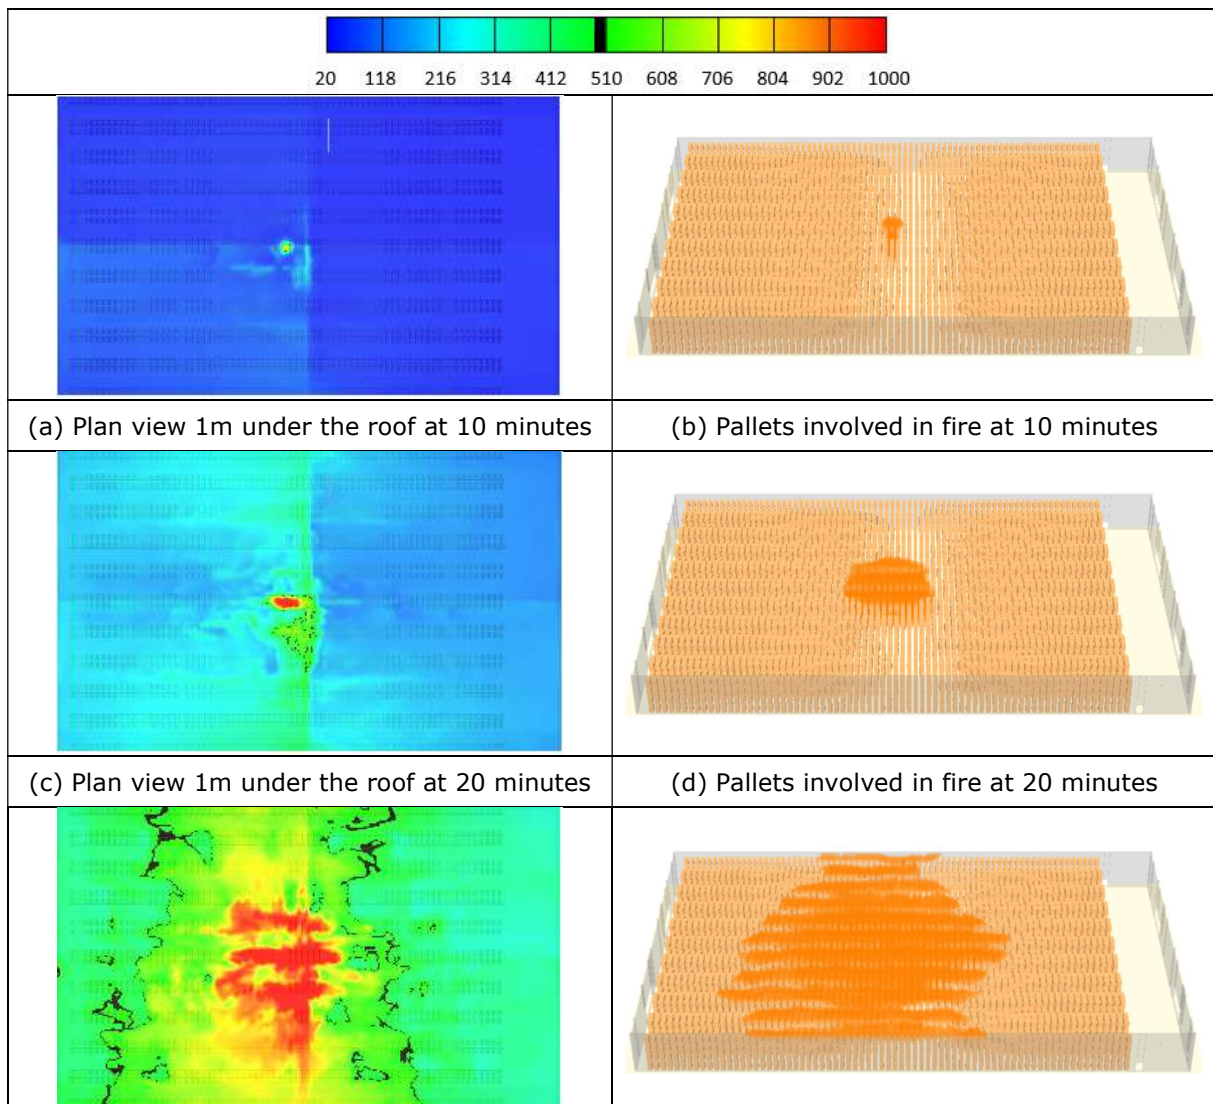 20 118 216 314 412 510 608 706 804 902 1000
(a) Plan view 1m under the roof at 10 minutes
(b) Pallets involved in fire at 10 minutes
(c) Plan view 1m under the roof at 20 minutes
(d) Pallets involved in fire at 20 minutes